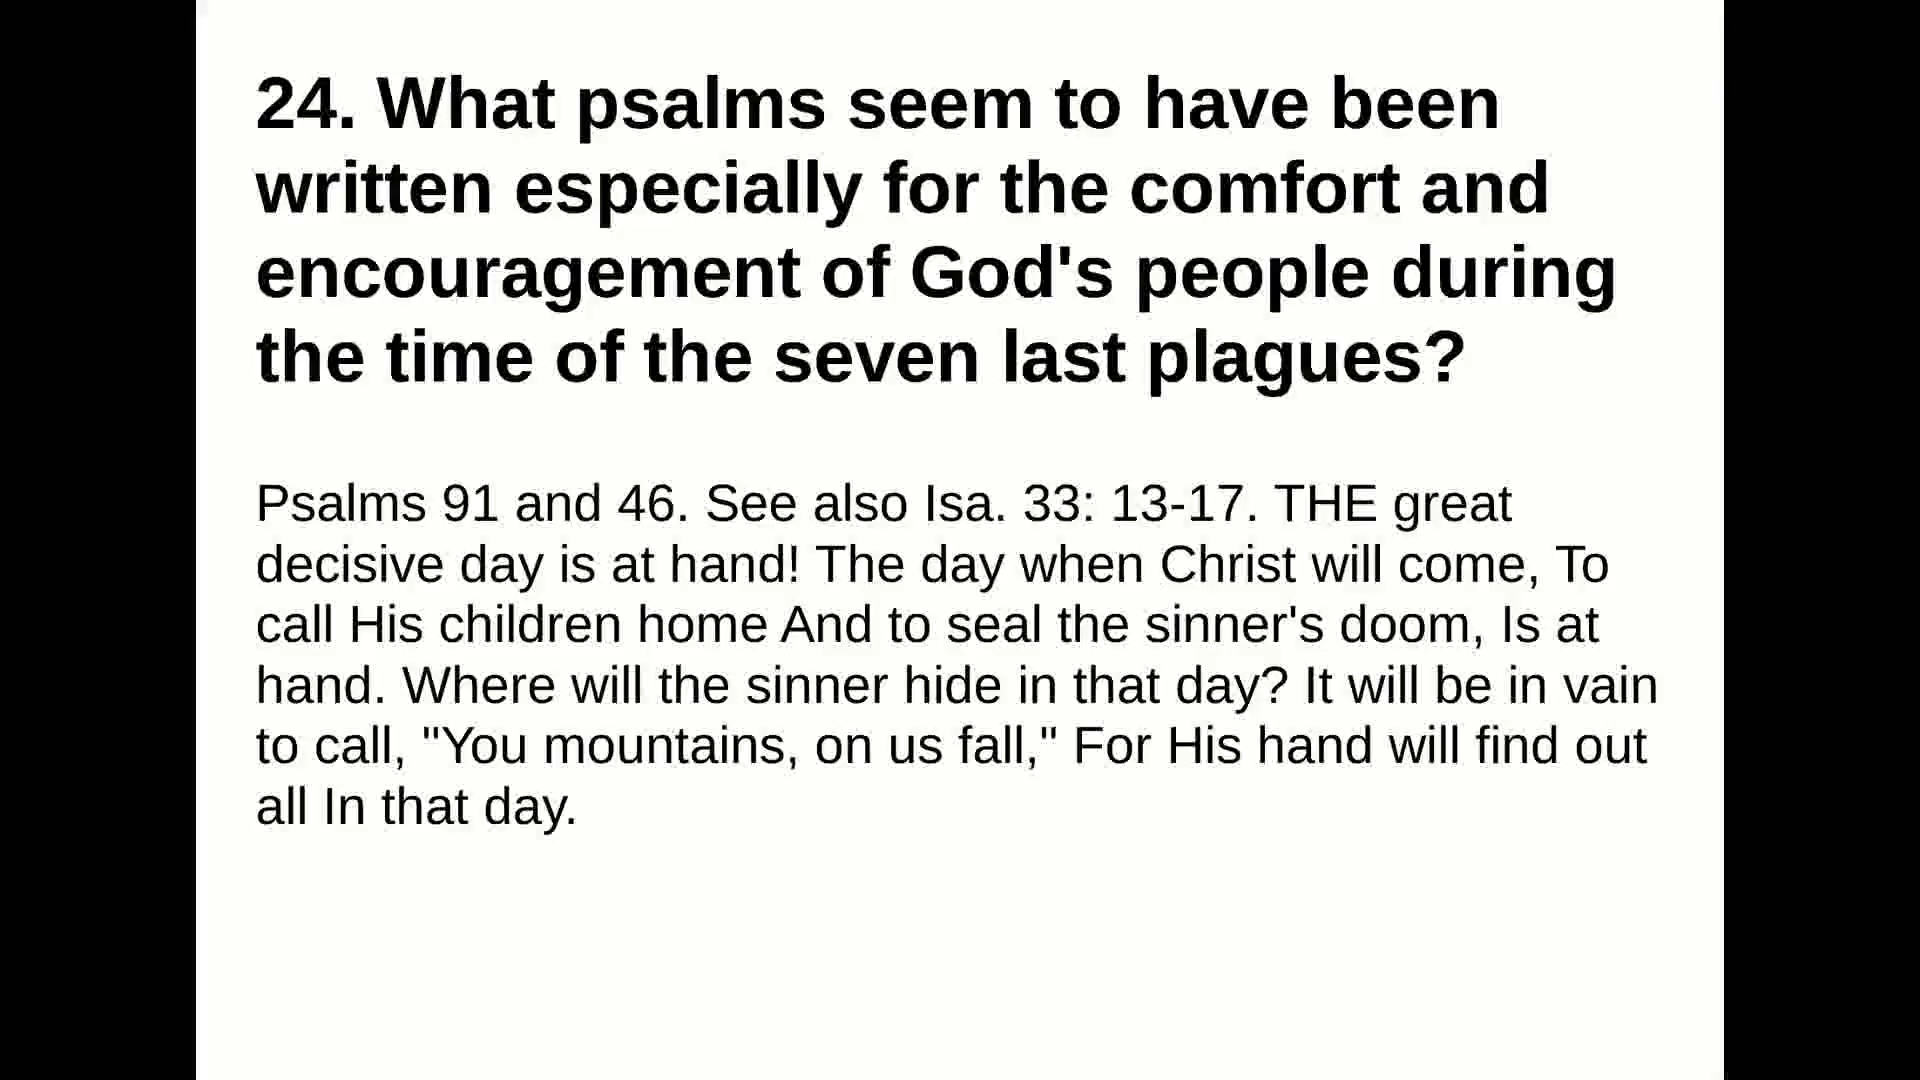 24. What psalms seem to have been
written especially for the comfort and
encouragement of God's people during
the time of the seven last plagues?
Psalms 91 and 46. See also Isa. 33: 13-17. THE great
decisive day is at hand! The day when Christ will come, To
call His children home And to seal the sinner's doom, Is at
hand. Where will the sinner hide in that day? It will be in vain
to call, "You mountains, on us fall," For His hand will find out
all In that day.